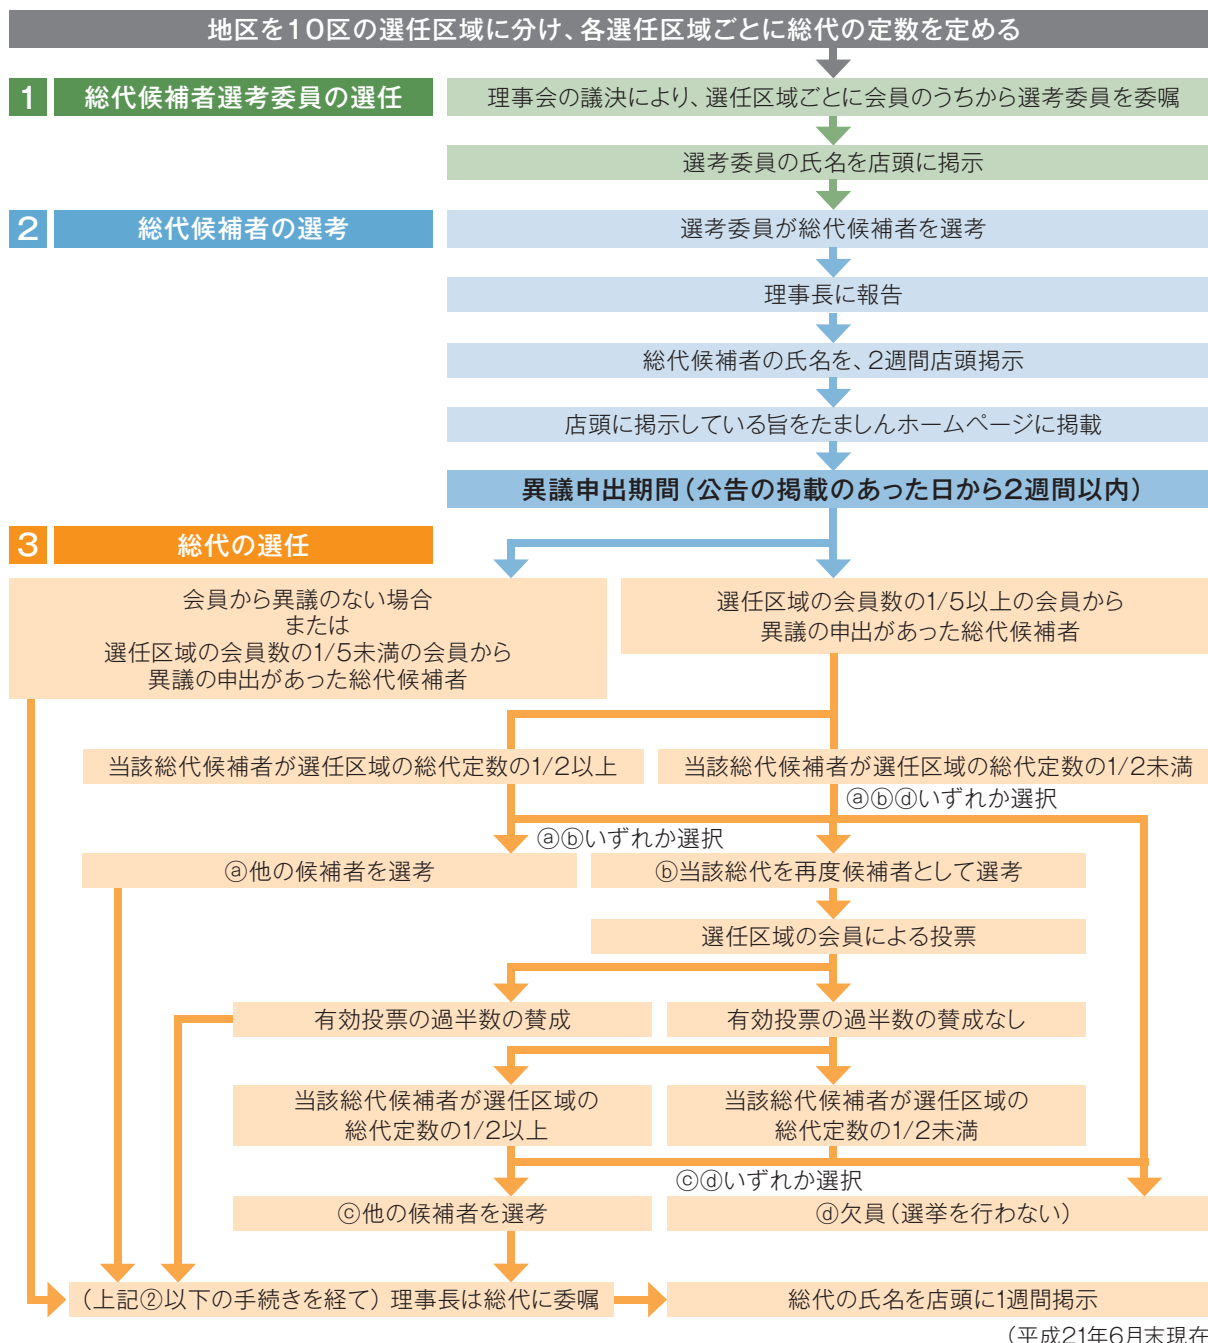 地区を10区の選任区域に分け、各選任区域ごとに総代の定数を定める
1 総代候補者選考委員の選任
理事会の議決により、選任区域ごとに会員のうちから選考委員を委嘱
選考委員の氏名を店頭に掲示
2 総代候補者の選考
選考委員が総代候補者を選考
理事長に報告
総代候補者の氏名を、2週間店頭掲示
店頭に掲示している旨をたましんホームページに掲載
異議申出期間(公告の掲載のあった日から2週間以内)
3 総代の選任
会員から異議のない場合
または
選任区域の会員数の1/5未満の会員から
異議の申出があった総代候補者
選任区域の会員数の1/5以上の会員から
異議の申出があった総代候補者
当該総代候補者が選任区域の総代定数の1/2以上
当該総代候補者が選任区域の総代定数の1/2未満
ⓐⓑⓓいずれか選択
ⓐⓑいずれか選択
ⓐ他の候補者を選考
ⓑ当該総代を再度候補者として選考
選任区域の会員による投票
有効投票の過半数の賛成
有効投票の過半数の賛成なし
当該総代候補者が選任区域の
総代定数の1/2以上
当該総代候補者が選任区域の
総代定数の1/2未満
ⓒⓓいずれか選択
ⓒ他の候補者を選考
ⓓ欠員(選挙を行わない)
(上記②以下の手続きを経て)理事長は総代に委嘱
総代の氏名を店頭に1週間掲示
(平成21年6月末現在